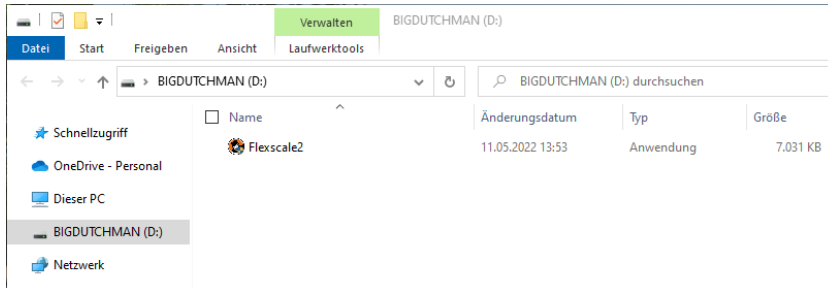 Verwalten BIGDUTCHMAN (D:)
Datei Start Freigeben Ansicht Laufwerktools
BIGDUTCHMAN (D:) BIGDUTCHMAN (D:) durchsuchen
Name Änderungsdatum Typ Größe
Flexscale2 11.05.2022 13:53 Anwendung 7.031 KB
Schnellzugriff
OneDrive - Personal
Dieser PC
BIGDUTCHMAN (D:)
Netzwerk